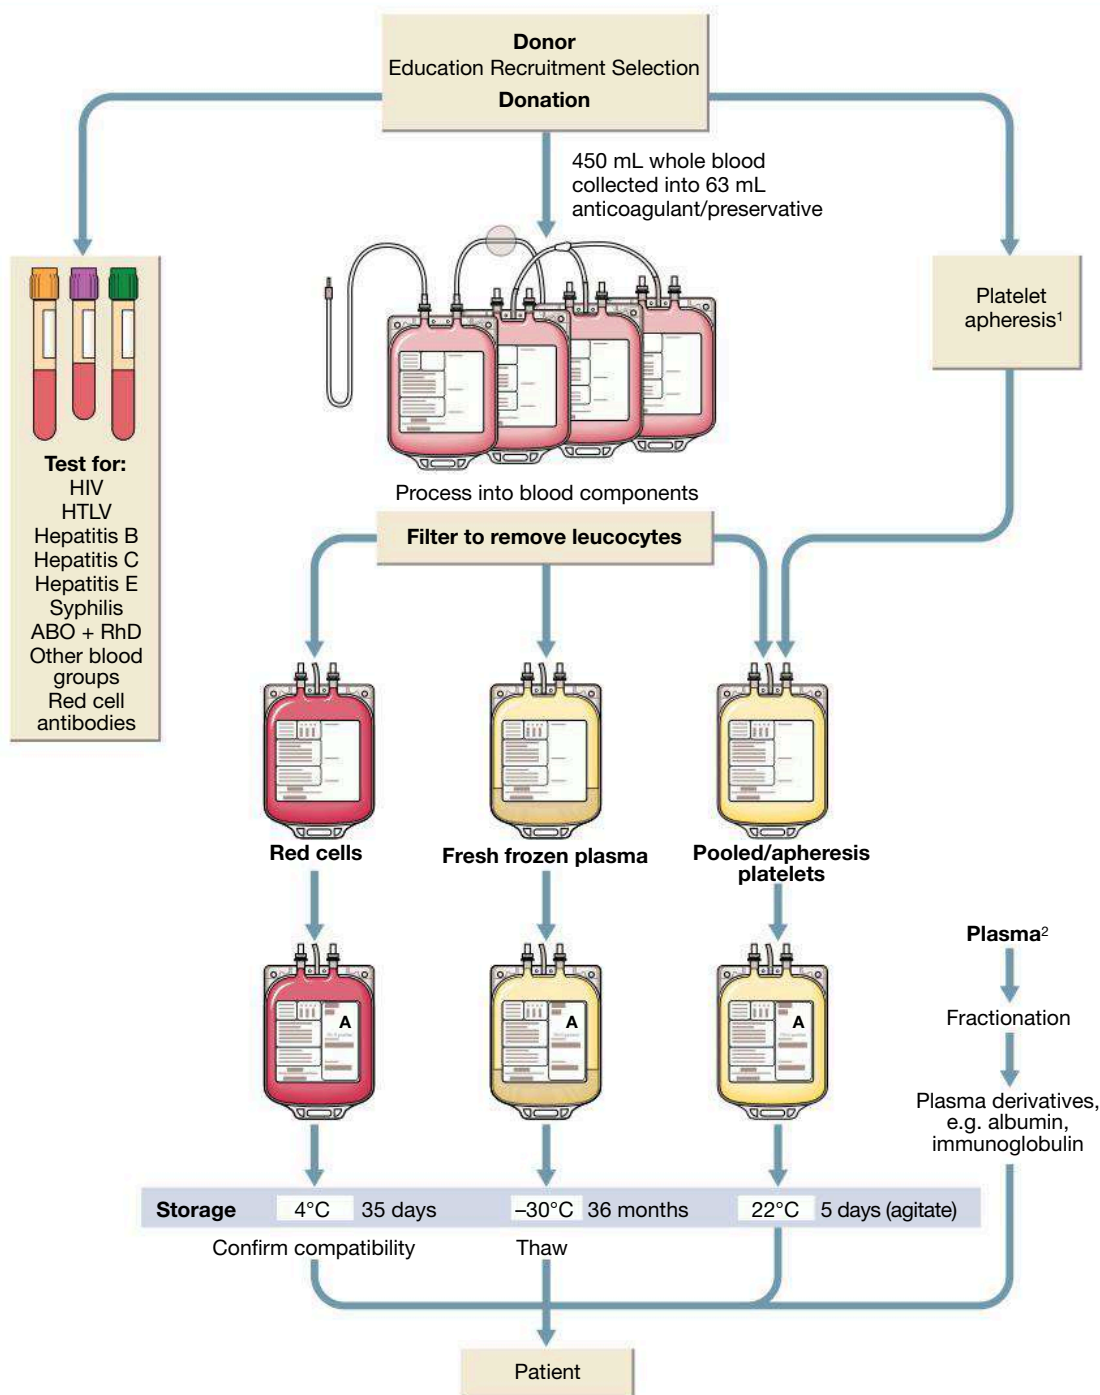 Donor
Education Recruitment Selection
Donation
450 mL whole blood
collected into 63 mL
anticoagulant/preservative
Platelet
apheresis¹
Test for:
HIV
HTLV
Hepatitis B
Hepatitis C
Hepatitis E
Syphilis
ABO + RhD
Other blood
groups
Red cell
antibodies
Process into blood components
Filter to remove leucocytes
Red cells
Fresh frozen plasma
Pooled/apheresis
platelets
A
A
A
Plasma²
Fractionation
Plasma derivatives,
e.g. albumin,
immunoglobulin
Storage 4°C 35 days –30°C 36 months 22°C 5 days (agitate)
Confirm compatibility
Thaw
Patient